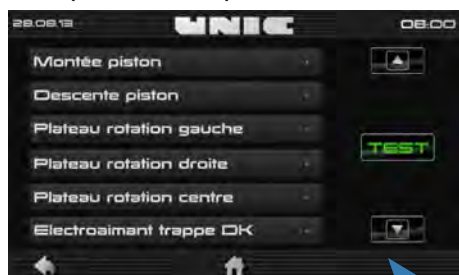 28.08.13 UNIC 08:00
Montée piston
Descente piston
Plateau rotation gauche
Plateau rotation droite
TEST
Plateau rotation centre
Electroaimant trappe DK